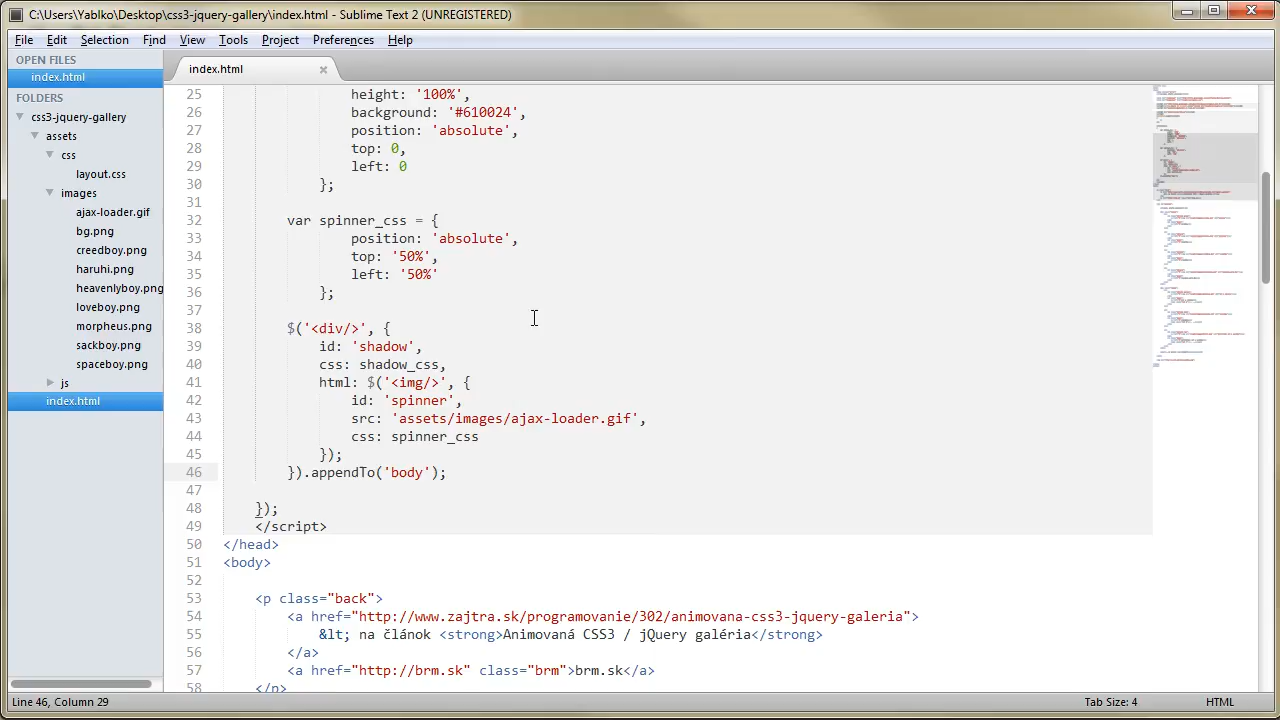 C:\Users\Yablko\Desktop\css3-jquery-gallery\index.html - Sublime Text 2 (UNREGISTERED)
File Edit Selection Find View Tools Project Preferences Help
OPEN FILES
index.html
FOLDERS
css3-jquery-gallery
assets
css
layout.css
images
ajax-loader.gif
bg.png
creedboy.png
haruhi.png
heavenlyboy.png
loveboy.png
morpheus.png
sackboy.png
spaceboy.png
js
index.html
index.html
25 height: '100%',
26 background: '#d10024',
27 position: 'absolute',
28 top: 0,
29 left: 0
30 };
31
32 var spinner_css = {
33 position: 'absolute',
34 top: '50%',
35 left: '50%'
36 };
37
38 $('<div/>', {
39 id: 'shadow',
40 css: shadow_css,
41 html: $('<img/>', {
42 id: 'spinner',
43 src: 'assets/images/ajax-loader.gif',
44 css: spinner_css
45 });
46 }).appendTo('body');
47
48 });
49 </script>
50 </head>
51 <body>
52
53 <p class="back">
54 <a href="http://www.zajtra.sk/programovanie/302/animovana-css3-jquery-galeria">
55 &lt; na článok <strong>Animovaná CSS3 / jQuery galéria</strong>
56 </a>
57 <a href="http://brm.sk" class="brm">brm.sk</a>
58 </p>
Line 46, Column 29
Tab Size: 4
HTML